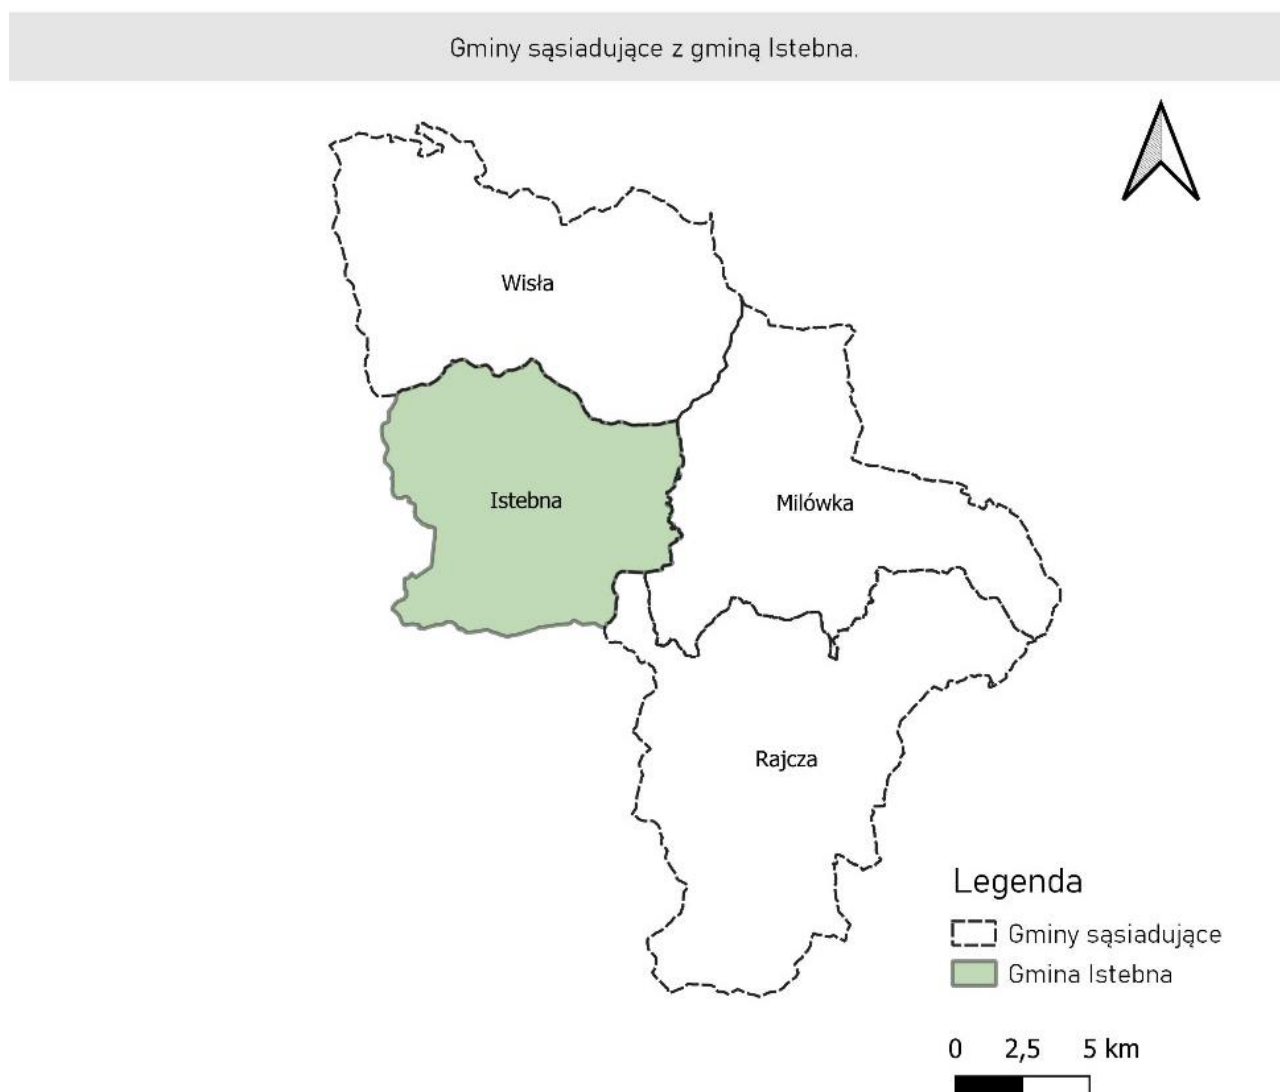 Gminy sąsiadujące z gminą Istebna.
Wisła
Istebna
Milówka
Rajcza
Legenda
Gminy sąsiadujące
Gmina Istebna
0 2,5 5 km